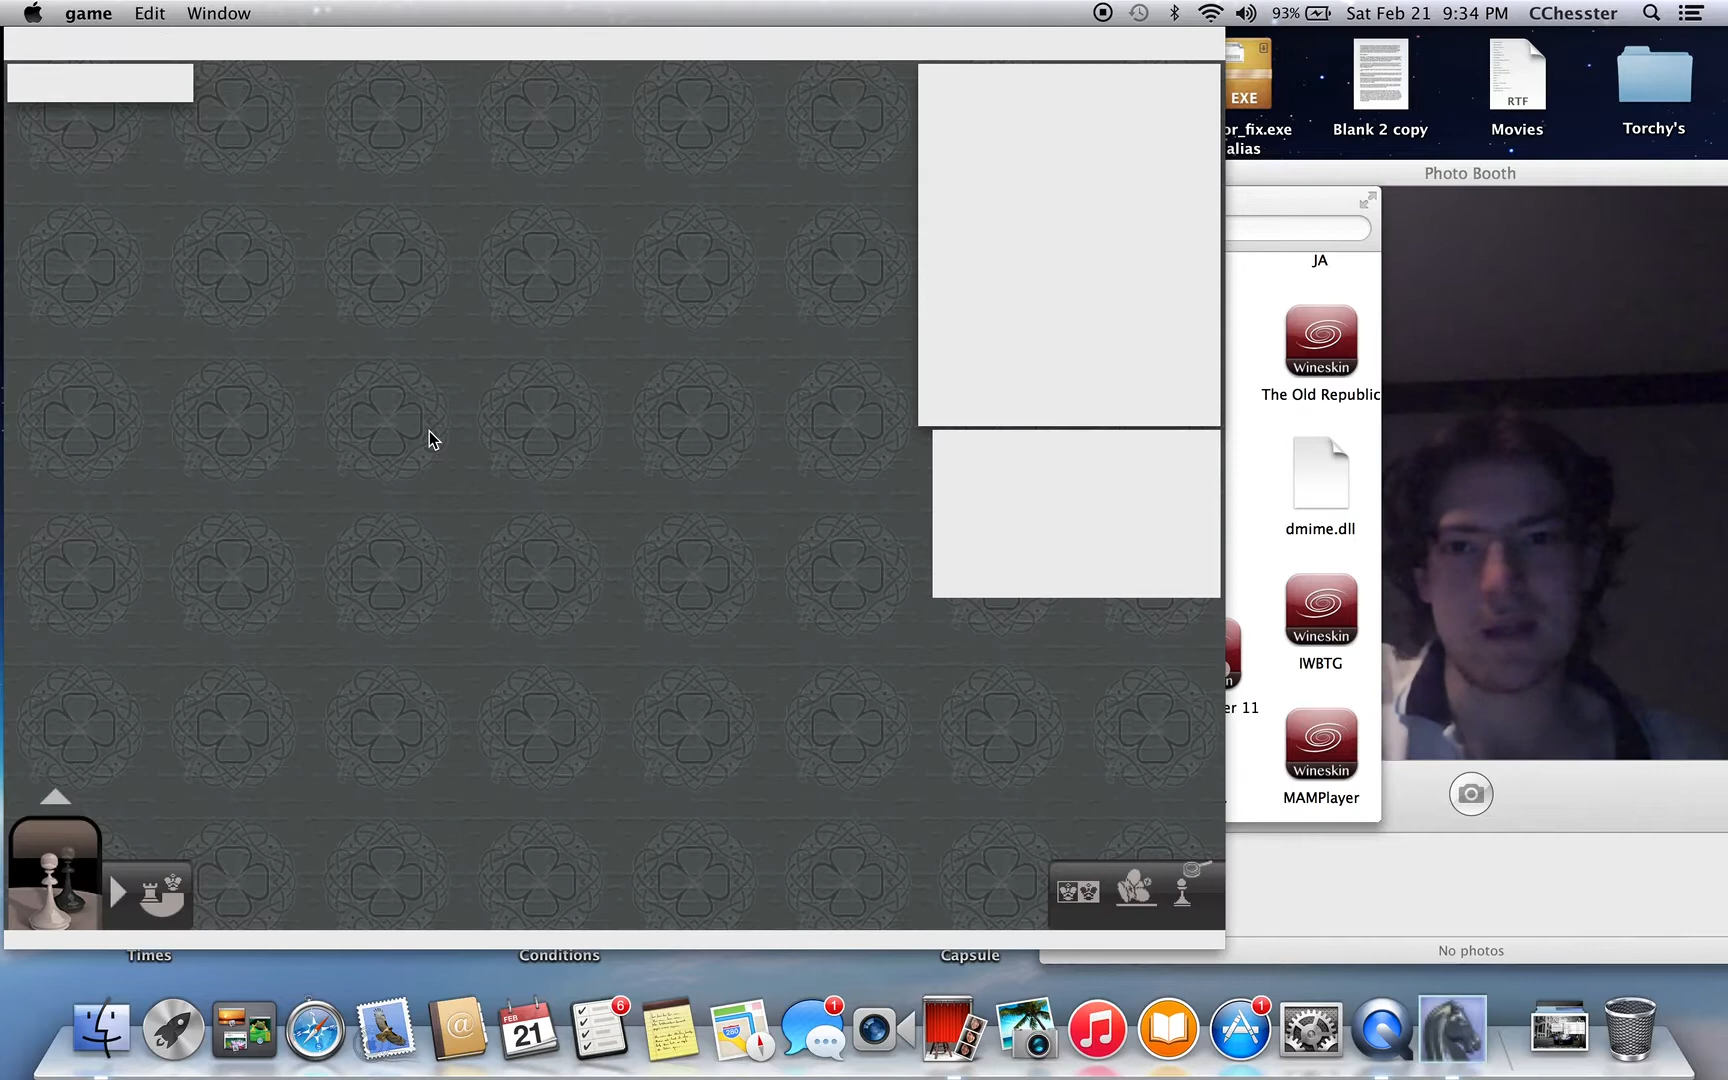 game Edit Window 93% Sat Feb 21 9:34 PM CChesster
EXE
RTF
or_fix.exe
alias
Blank 2 copy
Movies
Torchy's
Photo Booth
JA
Wineskin
The Old Republic
dmime.dll
Wineskin
IWBTG
n
er 11
Wineskin
MAMPlayer
Times
Conditions
Capsule
No photos
FEB
21
6
280
1
1
@